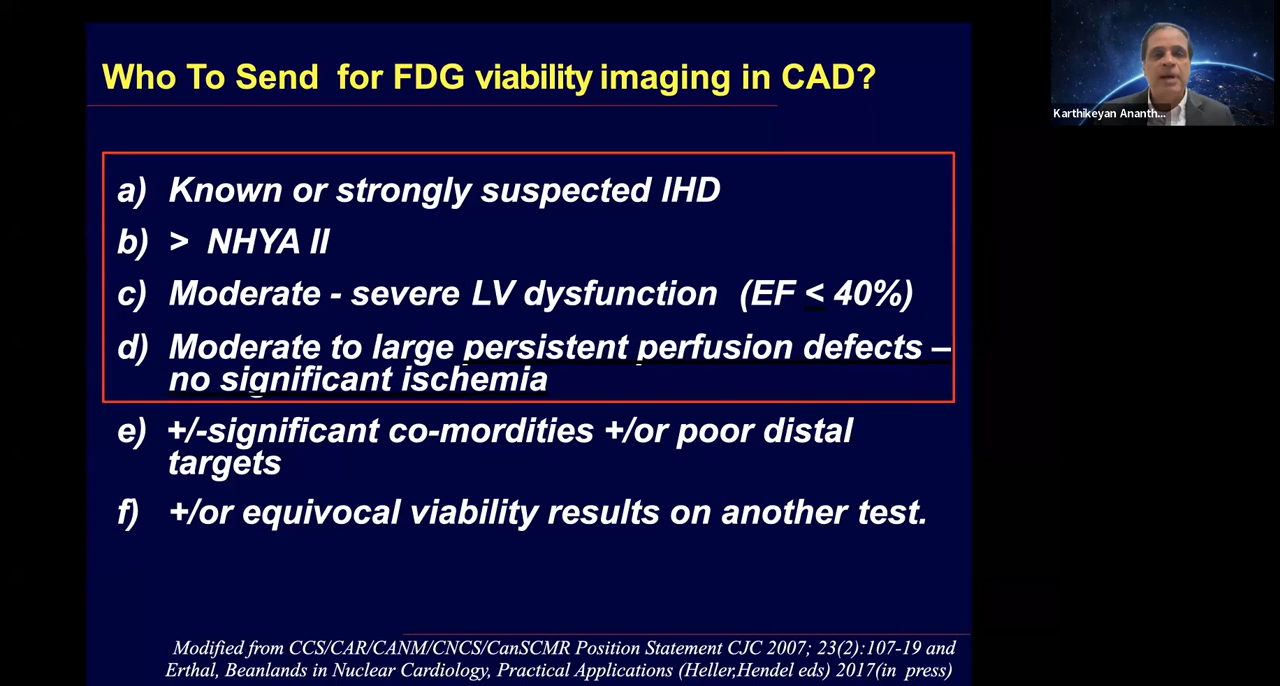 Who To Send for FDG viability imaging in CAD?
a) Known or strongly suspected IHD
b) > NHYA II
c) Moderate - severe LV dysfunction (EF < 40%)
d) Moderate to large persistent perfusion defects –
no significant ischemia
e) +/-significant co-mordities +/or poor distal
targets
f) +/or equivocal viability results on another test.
Modified from CCS/CAR/CANM/CNCS/CanSCMR Position Statement CJC 2007; 23(2):107-19 and
Erthal, Beanlands in Nuclear Cardiology, Practical Applications (Heller,Hendel eds) 2017(in press)
Karthikeyan Ananth...